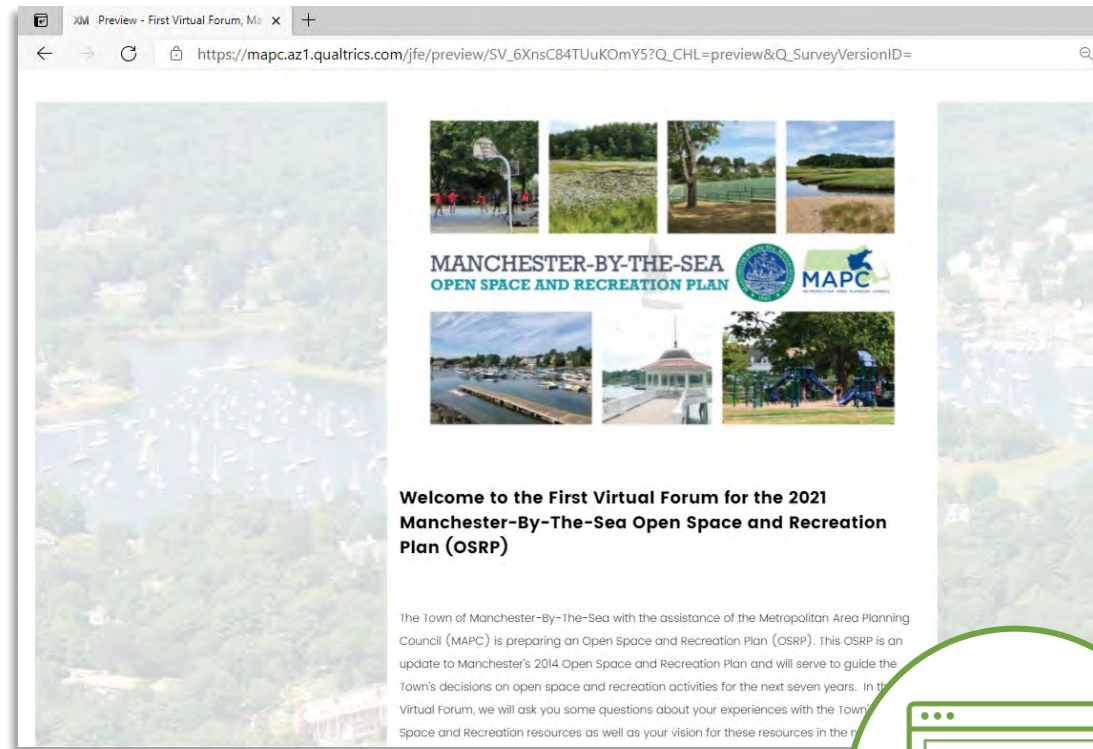 XM Preview - First Virtual Forum, Ma
https://mapc.az1.qualtrics.com/jfe/preview/SV_6XnsC84TUuKOmY5?Q_CHL=preview&Q_SurveyVersionID=
MANCHESTER-BY-THE-SEA
OPEN SPACE AND RECREATION PLAN
MAPC
METROPOLITAN AREA PLANNING COUNCIL
Welcome to the First Virtual Forum for the 2021
Manchester-By-The-Sea Open Space and Recreation
Plan (OSRP)
The Town of Manchester-By-The-Sea with the assistance of the Metropolitan Area Planning
Council (MAPC) is preparing an Open Space and Recreation Plan (OSRP). This OSRP is an
update to Manchester's 2014 Open Space and Recreation Plan and will serve to guide the
Town's decisions on open space and recreation activities for the next seven years. In
Virtual Forum, we will ask you some questions about your experiences with the Town
Space and Recreation resources as well as your vision for these resources in the